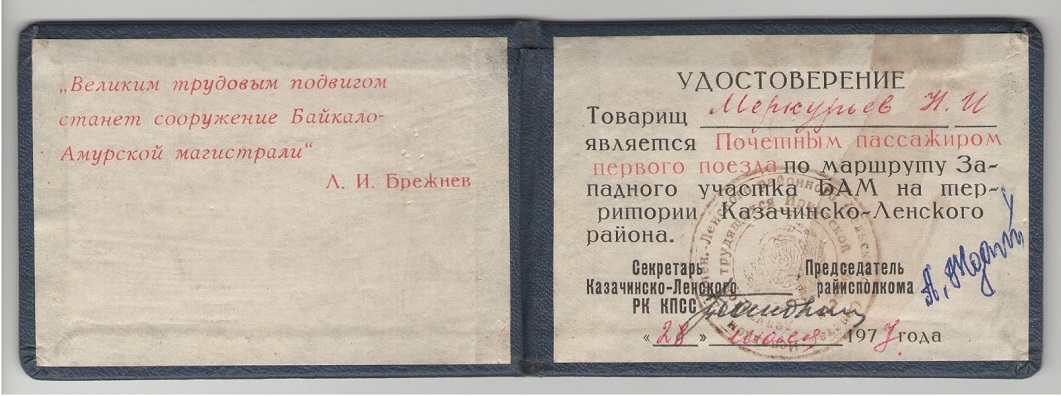 „Великим трудовым подвигом
станет сооружение Байкало-
Амурской магистрали“
Л. И. Брежнев
УДОСТОВЕРЕНИЕ
Товарищ Меркурьев Н. И
является Почетным пассажиром
первого поезда по маршруту За-
падного участка БАМ на тер-
ритории Казачинско-Ленского
района.
Секретарь
Казачинско-Ленского
РК КПСС
Председатель
райисполкома
«28» 1977 года